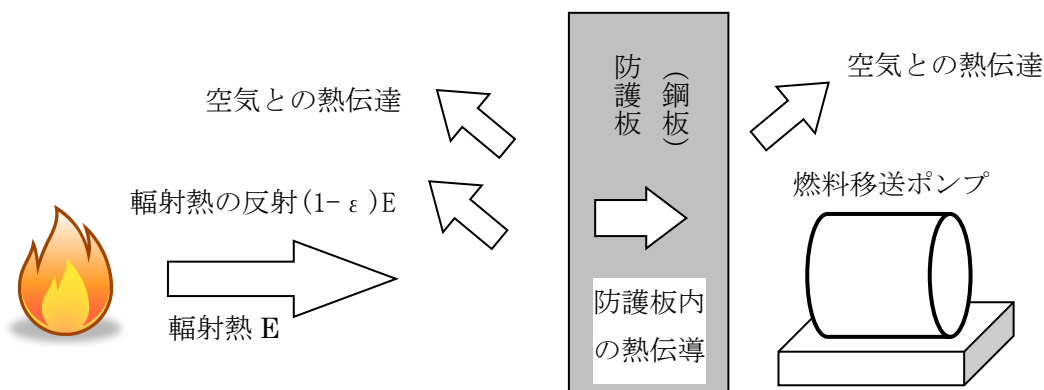 空気との熱伝達
輻射熱の反射(1-ε)E
輻射熱 E
防護板
(鋼板)
防護板内
の熱伝導
空気との熱伝達
燃料移送ポンプ